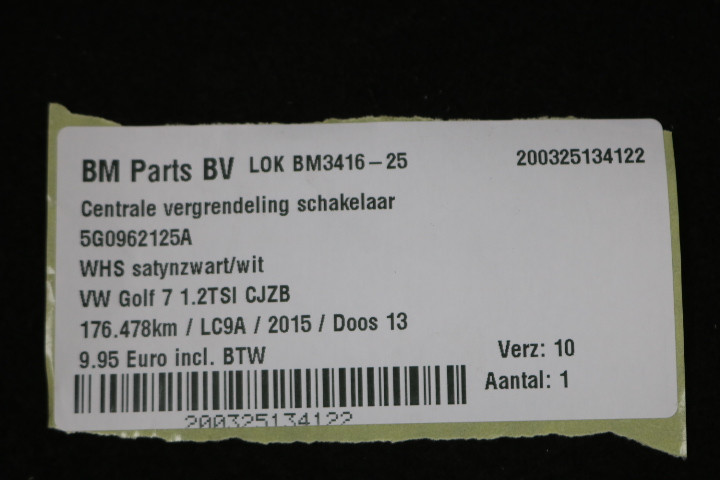 BM Parts BV LOK BM3416-25 200325134122
Centrale vergrendeling schakelaar
5G0962125A
WHS satynzwart/wit
VW Golf 7 1.2TSI CJZB
176.478km / LC9A / 2015 / Doos 13
9.95 Euro incl. BTW
Verz: 10
Aantal: 1
200325134122